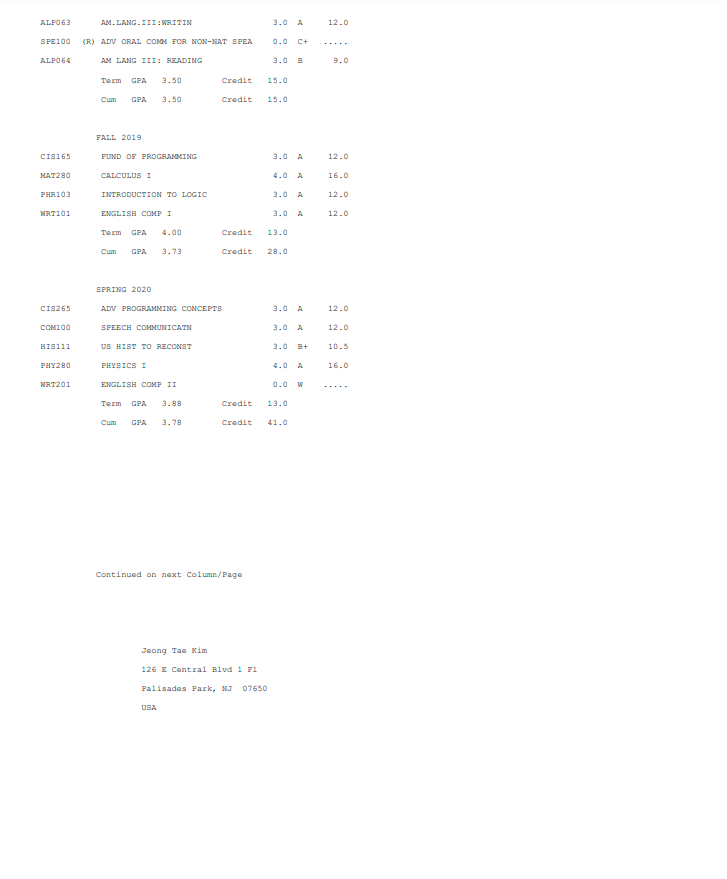 ALP063 AM.LANG.III:WRITIN 3.0 A 12.0
SPE100 (R) ADV ORAL COMM FOR NON-NAT SPEA 0.0 C+ .....
ALP064 AM LANG III: READING 3.0 B 9.0
Term GPA 3.50 Credit 15.0
Cum GPA 3.50 Credit 15.0
FALL 2019
CIS165 FUND OF PROGRAMMING 3.0 A 12.0
MAT280 CALCULUS I 4.0 A 16.0
PHR103 INTRODUCTION TO LOGIC 3.0 A 12.0
WRT101 ENGLISH COMP I 3.0 A 12.0
Term GPA 4.00 Credit 13.0
Cum GPA 3.73 Credit 28.0
SPRING 2020
CIS265 ADV PROGRAMMING CONCEPTS 3.0 A 12.0
COM100 SPEECH COMMUNICATN 3.0 A 12.0
HIS111 US HIST TO RECONST 3.0 B+ 10.5
PHY280 PHYSICS I 4.0 A 16.0
WRT201 ENGLISH COMP II 0.0 W .....
Term GPA 3.88 Credit 13.0
Cum GPA 3.78 Credit 41.0
Continued on next Column/Page
Jeong Tae Kim
126 E Central Blvd 1 Fl
Palisades Park, NJ 07650
USA